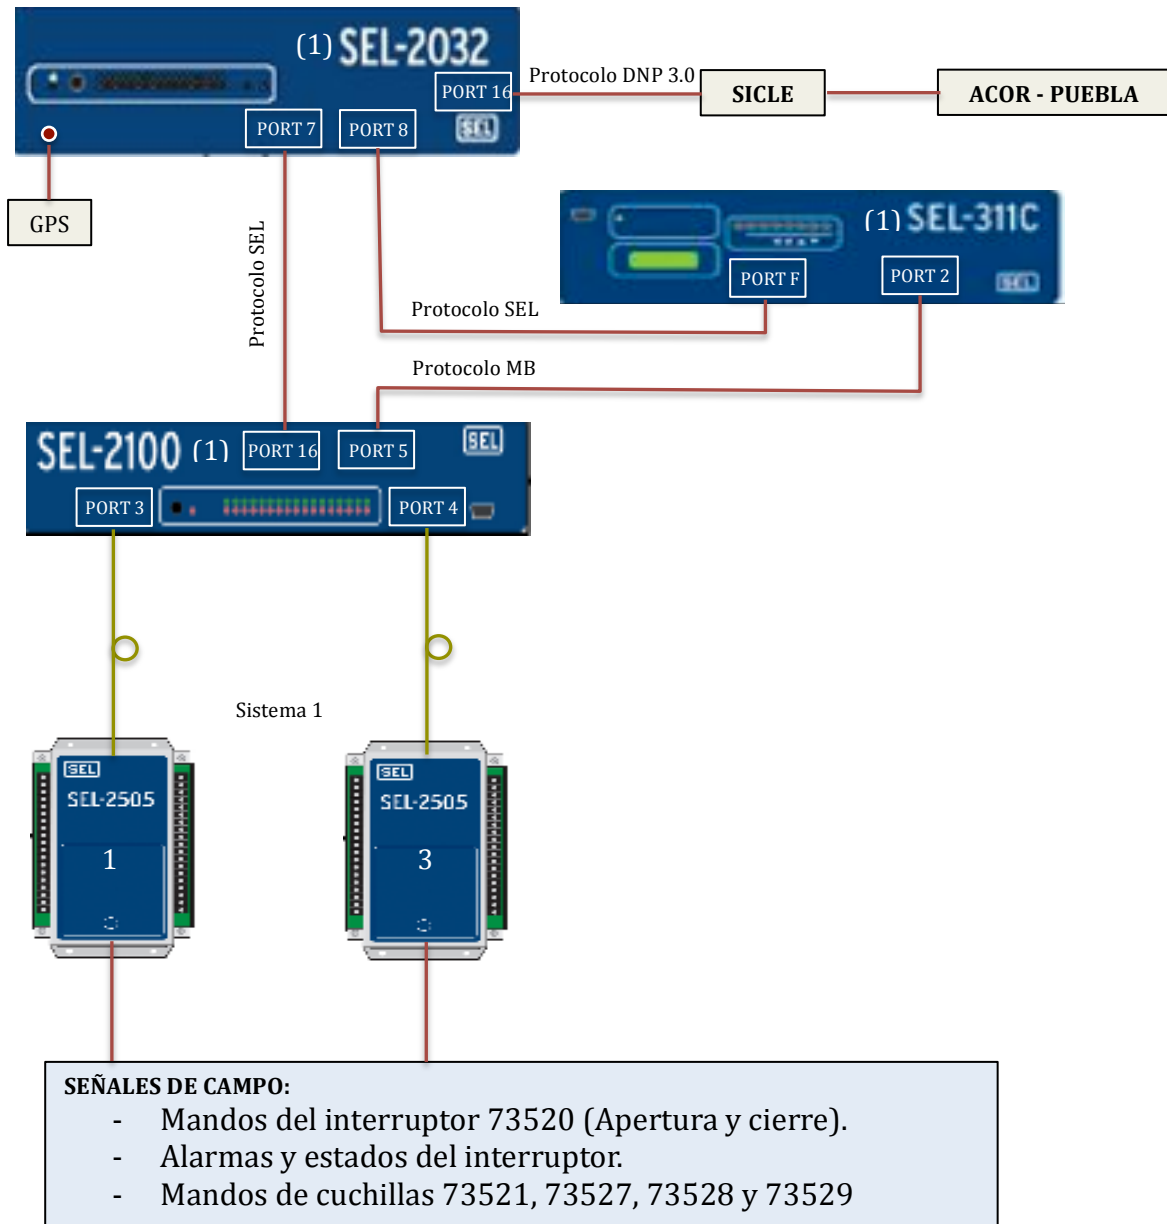 (1) SEL-2032
PORT 16
Protocolo DNP 3.0
SICLE
ACOR - PUEBLA
PORT 7
PORT 8
SEL
GPS
Protocolo SEL
(1) SEL-311C
PORT F
PORT 2
SEL
Protocolo SEL
Protocolo MB
SEL-2100 (1)
PORT 16
PORT 5
SEL
PORT 3
PORT 4
Sistema 1
SEL
SEL-2505
1
SEL
SEL-2505
3
SEÑALES DE CAMPO:
- Mandos del interruptor 73520 (Apertura y cierre).
- Alarmas y estados del interruptor.
- Mandos de cuchillas 73521, 73527, 73528 y 73529